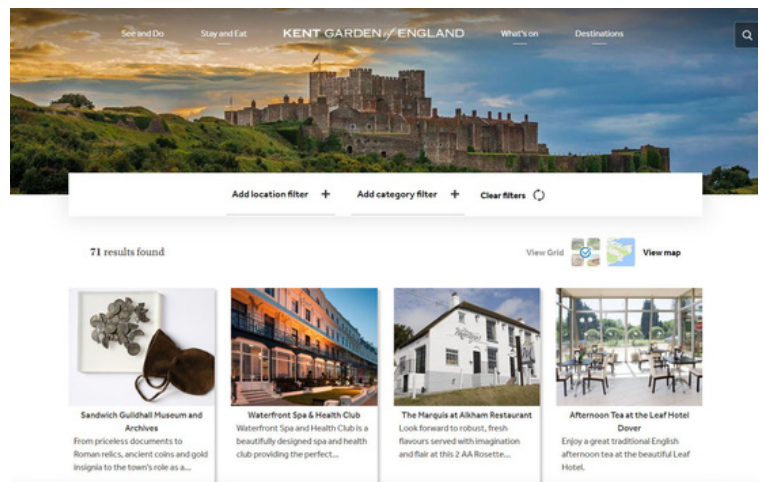 See and Do Stay and Eat KENT GARDEN of ENGLAND What's on Destinations
Add location filter + Add category filter + Clear filters
71 results found View Grid View map
Sandwich Guildhall Museum and
Archives
From priceless documents to
Roman relics, ancient coins and gold
insignia to the town's role as a...
Waterfront Spa & Health Club
Waterfront Spa and Health Club is a
beautifully designed spa and health
club providing the perfect...
The Marquis at Alkham Restaurant
Look forward to robust, fresh
flavours served with imagination
and flair at this 2 AA Rosette...
Afternoon Tea at the Leaf Hotel
Dover
Enjoy a great traditional English
afternoon tea at the beautiful Leaf
Hotel.